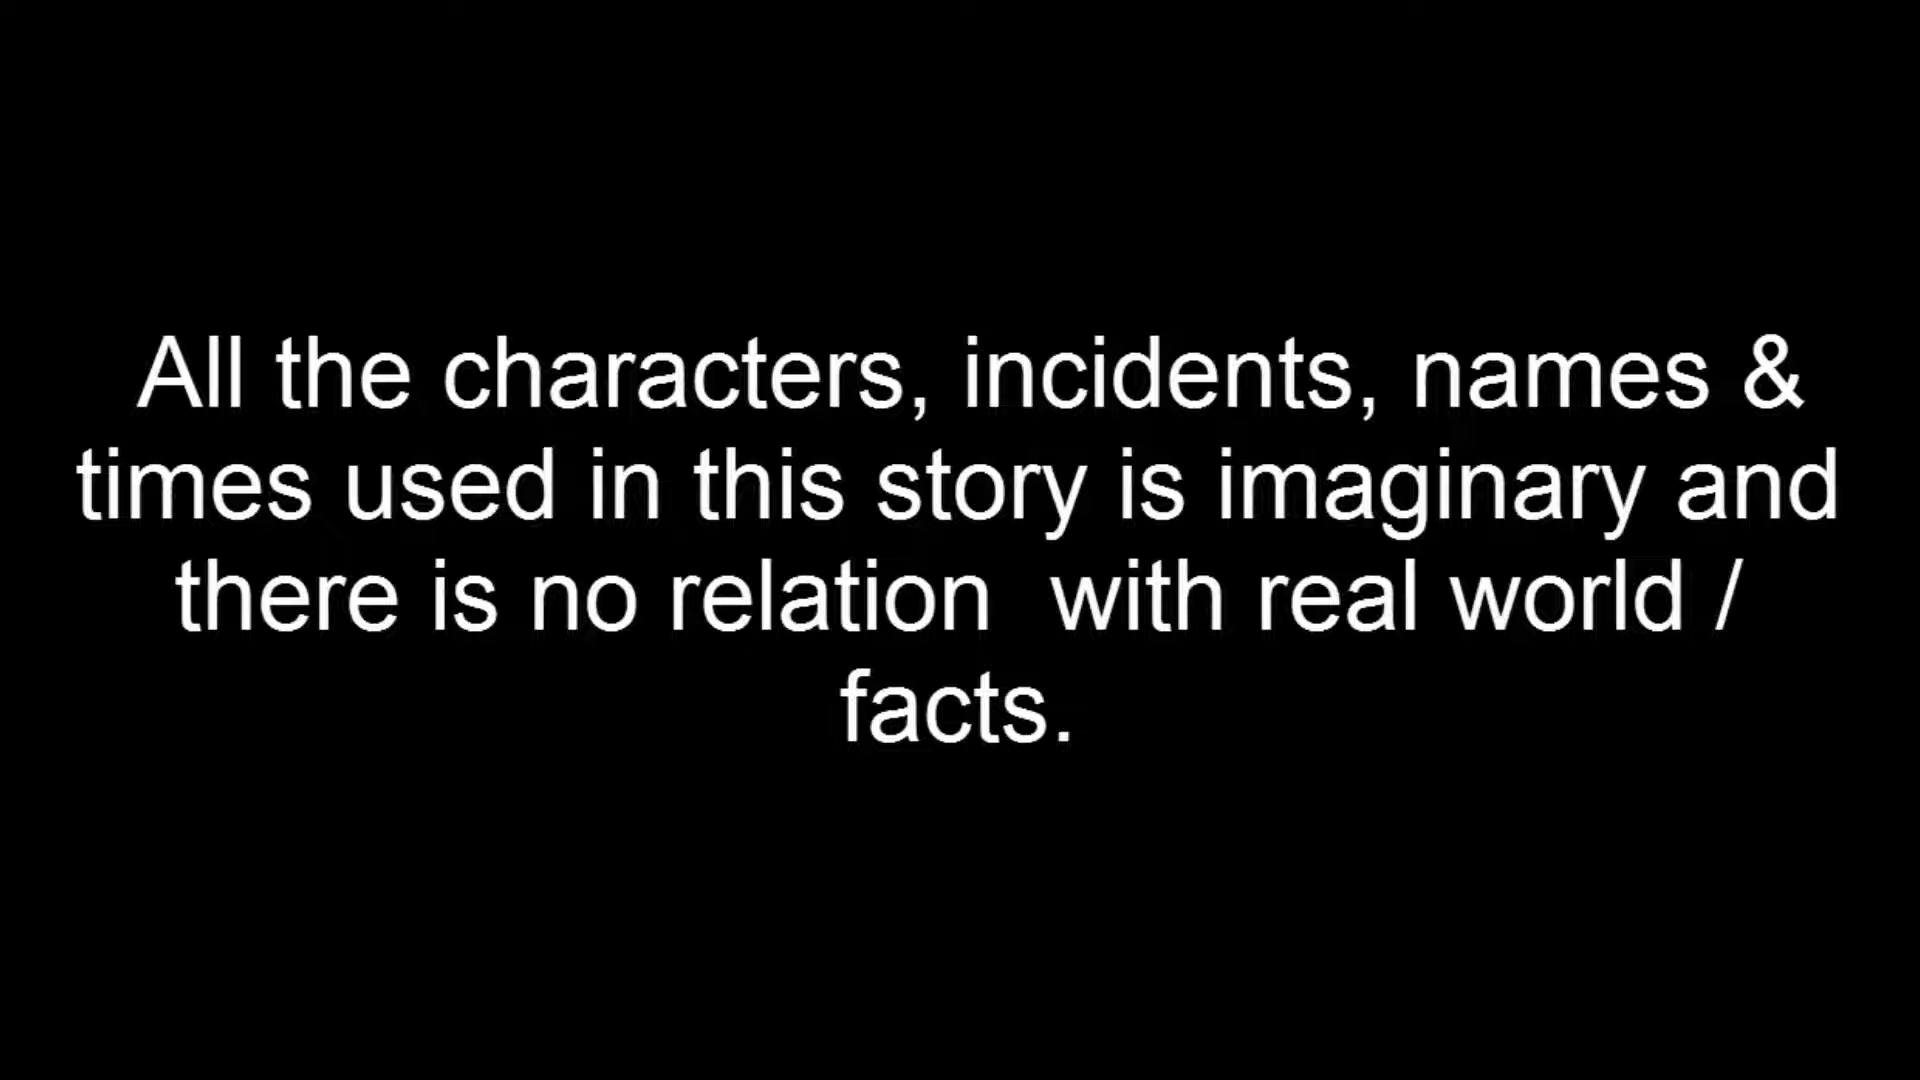 All the characters, incidents, names &
times used in this story is imaginary and
there is no relation  with real world /
facts.